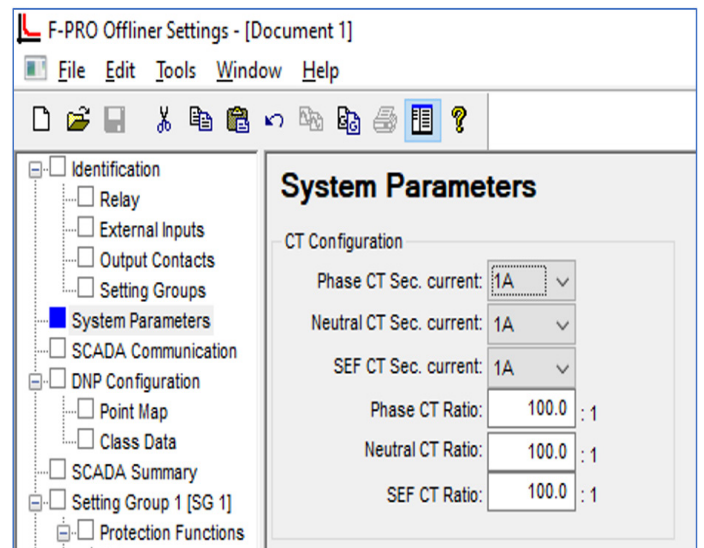 F-PRO Offliner Settings - [Document 1]
File Edit Tools Window Help
Identification
Relay
External Inputs
Output Contacts
Setting Groups
System Parameters
SCADA Communication
DNP Configuration
Point Map
Class Data
SCADA Summary
Setting Group 1 [SG 1]
Protection Functions
System Parameters
CT Configuration
Phase CT Sec. current: 1A
Neutral CT Sec. current: 1A
SEF CT Sec. current: 1A
Phase CT Ratio: 100.0 : 1
Neutral CT Ratio: 100.0 : 1
SEF CT Ratio: 100.0 : 1